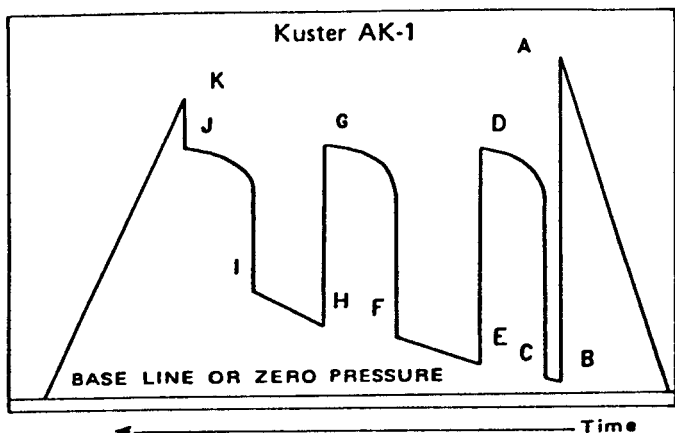 Kuster AK-1
A
K
J
G
D
I
H
F
E
C
B
BASE LINE OR ZERO PRESSURE
Time